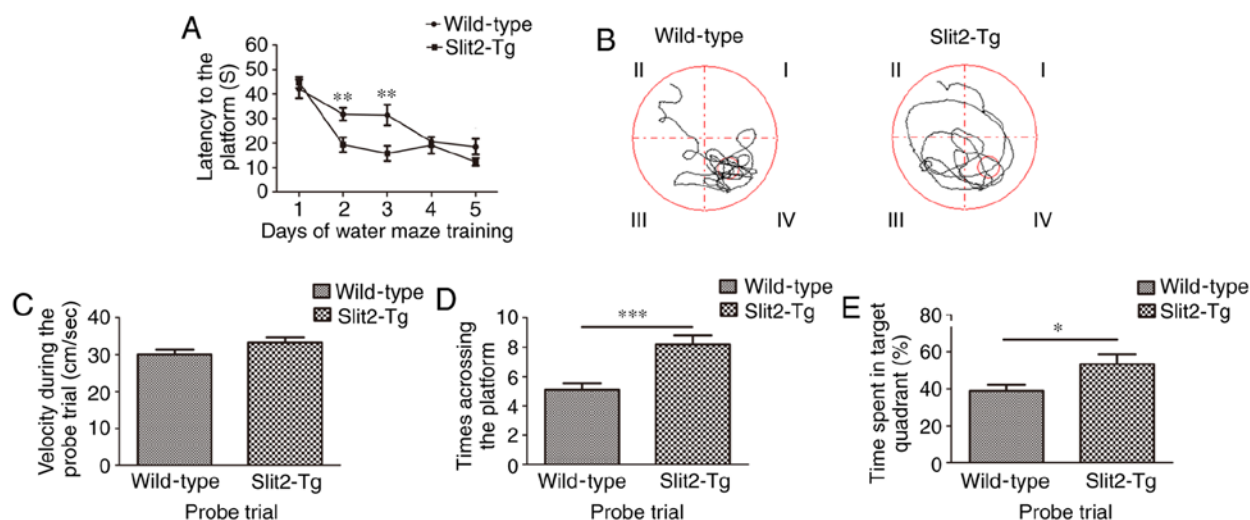 A
Wild-type
Slit2-Tg
Latency to the
platform (S)
60
50
40
30
20
10
0
**
**
1 2 3 4 5
Days of water maze training
B
Wild-type
II
I
III
IV
Slit2-Tg
II
I
III
IV
C
Wild-type
Slit2-Tg
Velocity during the
probe trial (cm/sec)
40
30
20
10
0
Wild-type Slit2-Tg
Probe trial
D
Wild-type
Slit2-Tg
Times acrossing
the platform
10
8
6
4
2
0
***
Wild-type Slit2-Tg
Probe trial
E
Wild-type
Slit2-Tg
Time spent in target
quadrant (%)
80
60
40
20
0
*
Wild-type Slit2-Tg
Probe trial